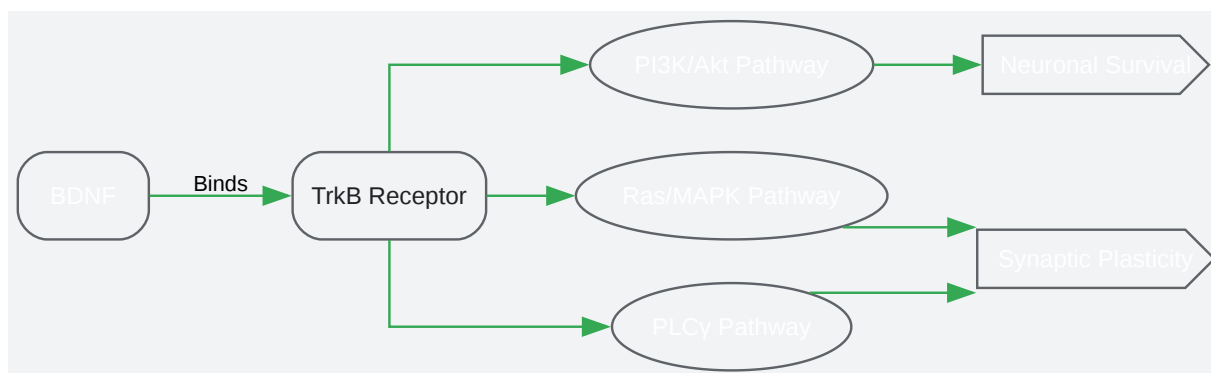 PI3K/Akt Pathway
Neuronal Survival
BDNF
Binds
TrkB Receptor
Ras/MAPK Pathway
Synaptic Plasticity
PLCγ Pathway